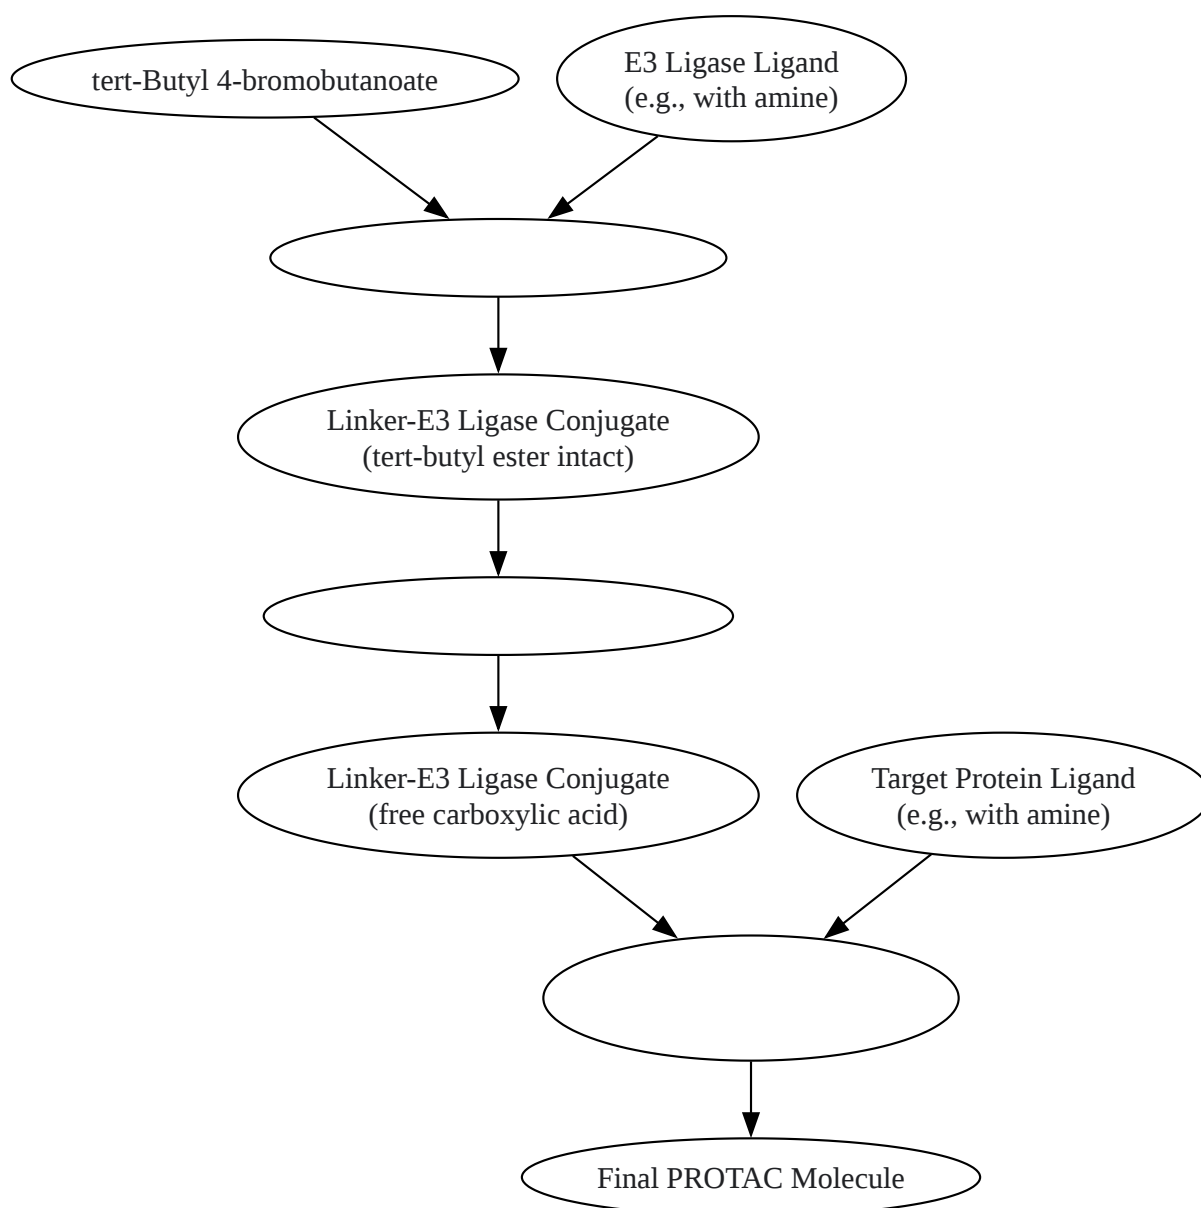 tert-Butyl 4-bromobutanoate
E3 Ligase Ligand
(e.g., with amine)
Linker-E3 Ligase Conjugate
(tert-butyl ester intact)
Linker-E3 Ligase Conjugate
(free carboxylic acid)
Target Protein Ligand
(e.g., with amine)
Final PROTAC Molecule